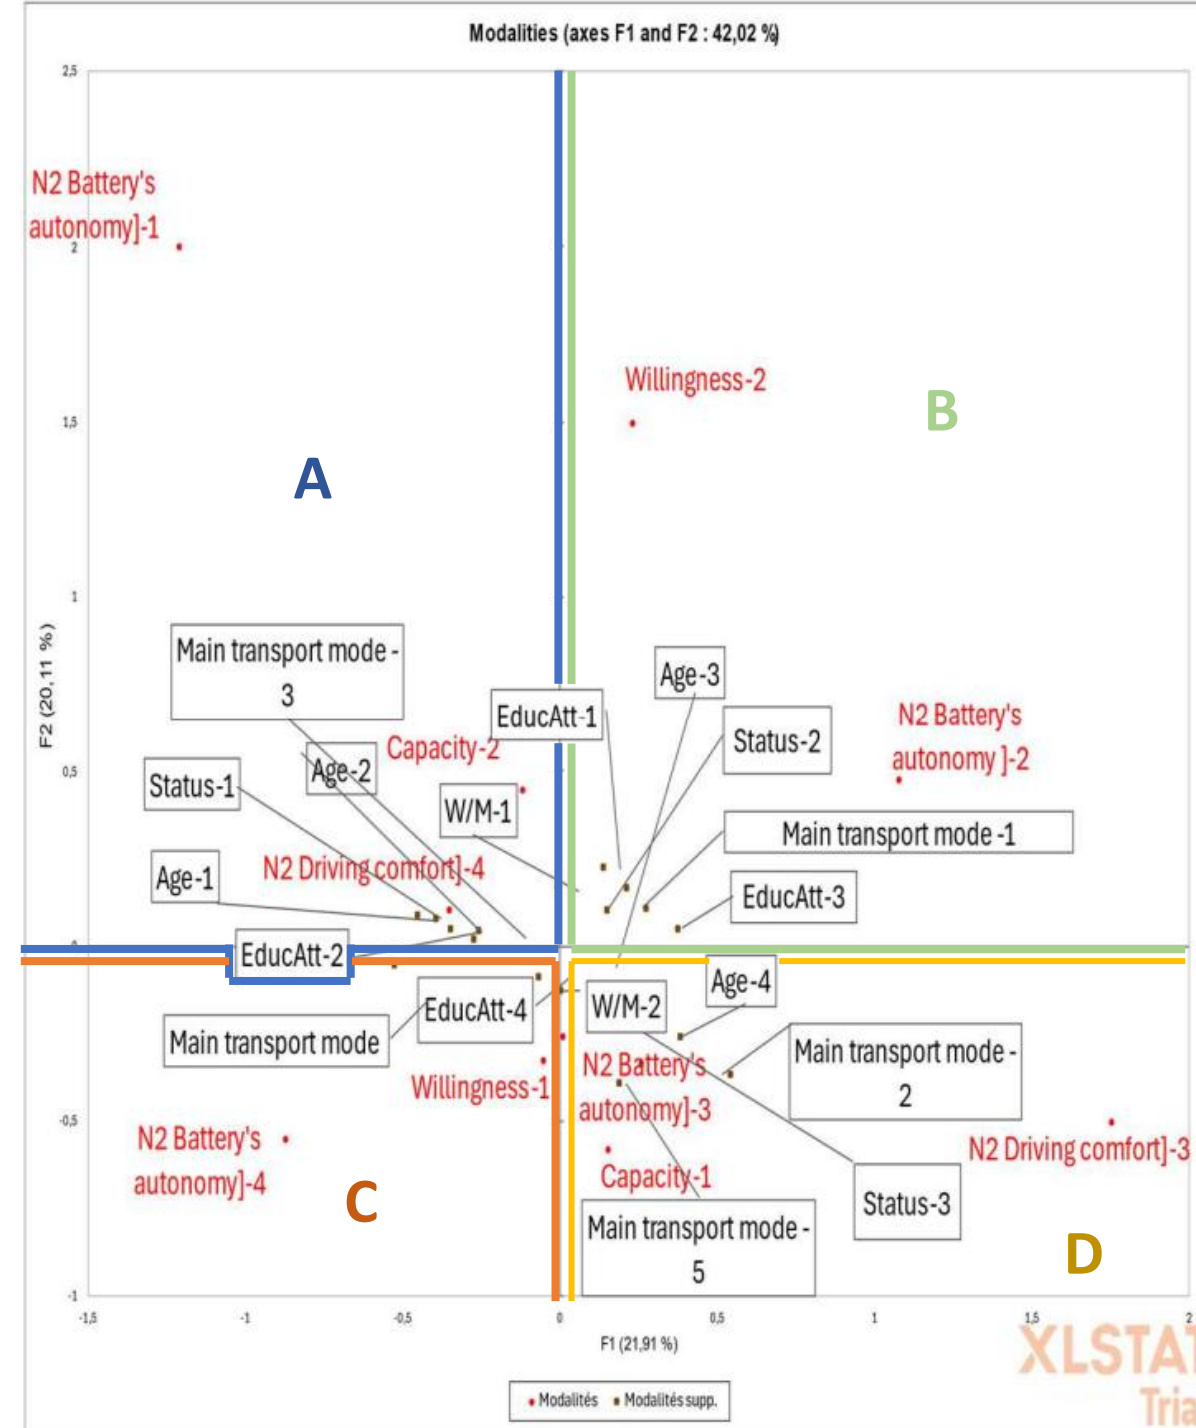 Modalities (axes F1 and F2 : 42,02 %)
2,5
N2 Battery's
autonomy]-1
2
Willingness-2
1,5
B
A
1
F2 (20,11 %)
Main transport mode -
3
Age-3
EducAtt-1
Status-2
N2 Battery's
autonomy ]-2
Capacity-2
Age-2
0,5
Status-1
W/M-1
Main transport mode -1
N2 Driving comfort]-4
Age-1
EducAtt-3
0
EducAtt-2
Age-4
EducAtt-4
W/M-2
Main transport mode
Main transport mode -
2
N2 Battery's
autonomy]-3
Willingness-1
-0,5
N2 Battery's
autonomy]-4
N2 Driving comfort]-3
Capacity-1
Status-3
C
Main transport mode -
5
D
-1
-1,5
-1
-0,5
0
0,5
1
1,5
2
F1 (21,91 %)
XLSTAT
Tria
Modalités
Modalités supp.